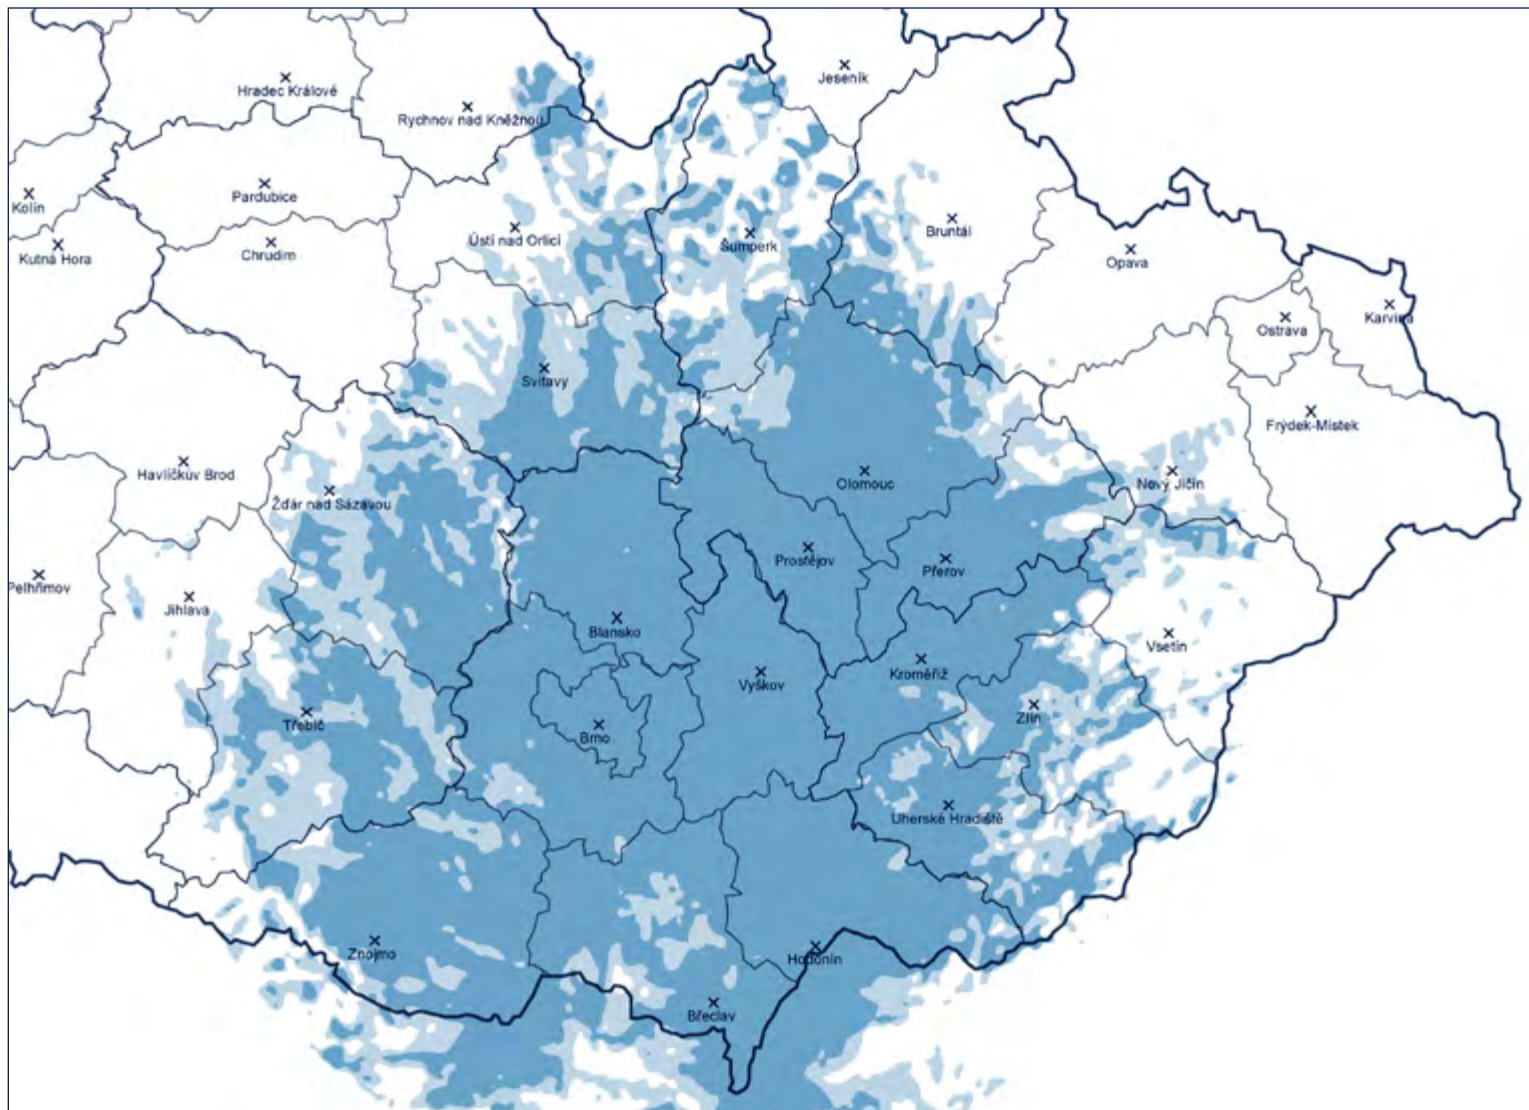 Jeseník
Hradec Králové
Rychnov nad Kněžnou
Pardubice
Kolín
Ústí nad Orlicí
Šumperk
Bruntál
Kutná Hora
Chrudim
Opava
Ostrava
Karviná
Svitavy
Frýdek-Místek
Havlíčkův Brod
Žďár nad Sázavou
Olomouc
Nový Jičín
Prostějov
Přerov
Pelhřimov
Jihlava
Blansko
Vsetín
Kroměříž
Vyškov
Třebíč
Brno
Zlín
Uherské Hradiště
Znojmo
Hodonín
Břeclav